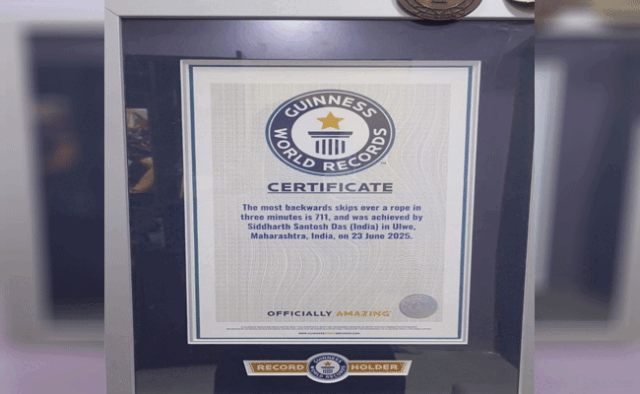 GUINNESS
WORLD RECORDS
CERTIFICATE
The most backwards skips over a rope in
three minutes is 711, and was achieved by
Siddharth Santosh Das (India) in Ulwe,
Maharashtra, India, on 23 June 2025.
OFFICIALLY AMAZING
RECORD HOLDER